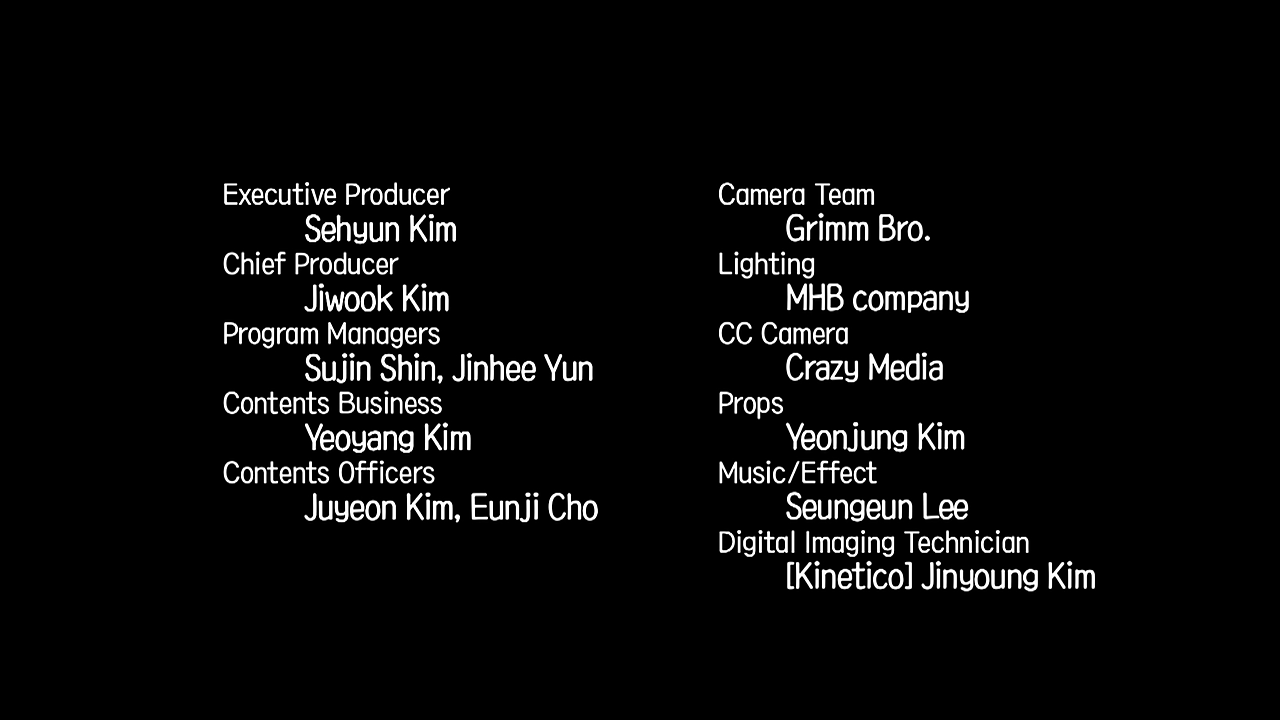 Executive Producer
Sehyun Kim
Chief Producer
Jiwook Kim
Program Managers
Sujin Shin, Jinhee Yun
Contents Business
Yeoyang Kim
Contents Officers
Juyeon Kim, Eunji Cho
Camera Team
Grimm Bro.
Lighting
MHB company
CC Camera
Crazy Media
Props
Yeonjung Kim
Music/Effect
Seungeun Lee
Digital Imaging Technician
[Kinetico] Jinyoung Kim